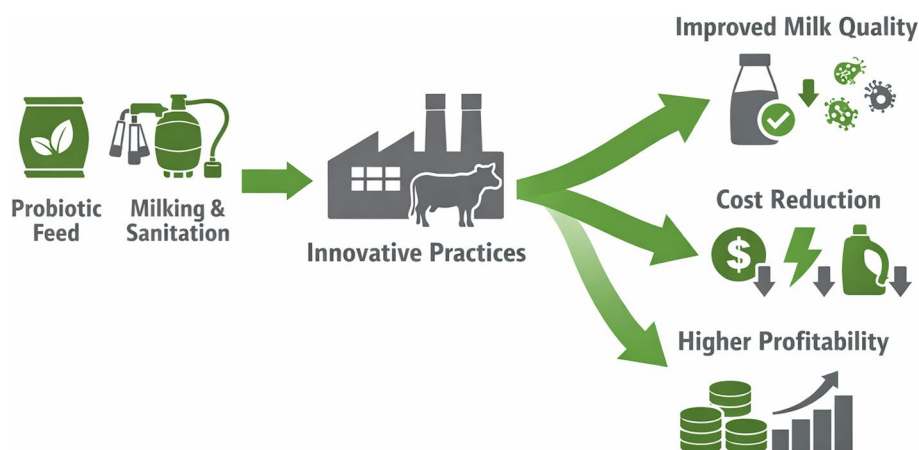 Improved Milk Quality
Probiotic
Feed
Milking &
Sanitation
Innovative Practices
Cost Reduction
$
Higher Profitability